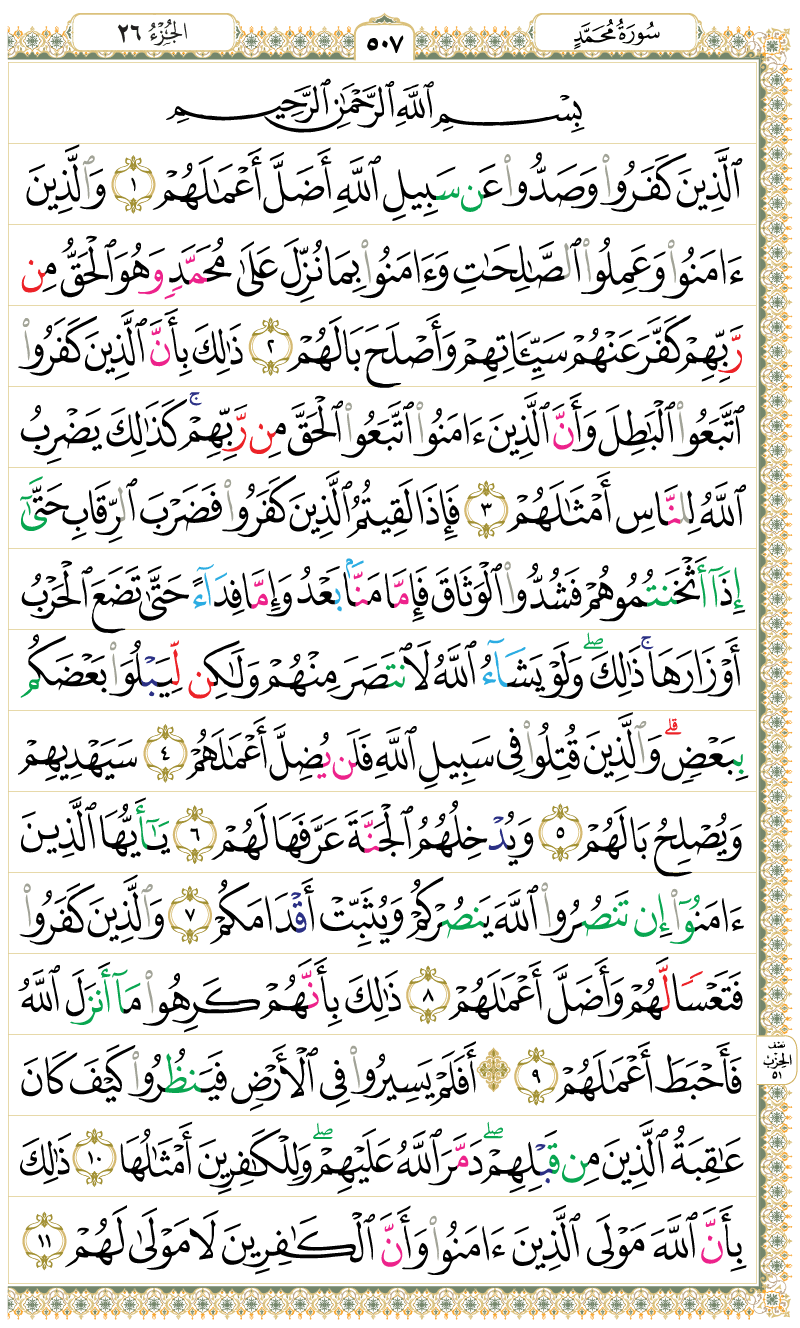 سُورَةُ مُحَمَّدٍ
٥٠٧
الجُزْءُ ٢٦
بِسْمِ ٱللَّهِ ٱلرَّحْمَٰنِ ٱلرَّحِيمِ
ٱلَّذِينَ كَفَرُوا۟ وَصَدُّوا۟ عَن سَبِيلِ ٱللَّهِ أَضَلَّ أَعْمَٰلَهُمْ ١ وَٱلَّذِينَ
ءَامَنُوا۟ وَعَمِلُوا۟ ٱلصَّٰلِحَٰتِ وَءَامَنُوا۟ بِمَا نُزِّلَ عَلَىٰ مُحَمَّدٍ وَهُوَ ٱلْحَقُّ مِن
رَّبِّهِمْ كَفَّرَ عَنْهُمْ سَيِّـَٔاتِهِمْ وَأَصْلَحَ بَالَهُمْ ٢ ذَٰلِكَ بِأَنَّ ٱلَّذِينَ كَفَرُوا۟
ٱتَّبَعُوا۟ ٱلْبَٰطِلَ وَأَنَّ ٱلَّذِينَ ءَامَنُوا۟ ٱتَّبَعُوا۟ ٱلْحَقَّ مِن رَّبِّهِمْ ۚ كَذَٰلِكَ يَضْرِبُ
ٱللَّهُ لِلنَّاسِ أَمْثَٰلَهُمْ ٣ فَإِذَا لَقِيتُمُ ٱلَّذِينَ كَفَرُوا۟ فَضَرْبَ ٱلرِّقَابِ حَتَّىٰٓ
إِذَآ أَثْخَنتُمُوهُمْ فَشُدُّوا۟ ٱلْوَثَاقَ فَإِمَّا مَنًّۢا بَعْدُ وَإِمَّا فِدَآءً حَتَّىٰ تَضَعَ ٱلْحَرْبُ
أَوْزَارَهَا ۚ ذَٰلِكَ ۖ وَلَوْ يَشَآءُ ٱللَّهُ لَٱنتَصَرَ مِنْهُمْ وَلَٰكِن لِّيَبْلُوَا۟ بَعْضَكُم
بِبَعْضٍ ۗ وَٱلَّذِينَ قُتِلُوا۟ فِى سَبِيلِ ٱللَّهِ فَلَن يُضِلَّ أَعْمَٰلَهُمْ ٤ سَيَهْدِيهِمْ
وَيُصْلِحُ بَالَهُمْ ٥ وَيُدْخِلُهُمُ ٱلْجَنَّةَ عَرَّفَهَا لَهُمْ ٦ يَٰٓأَيُّهَا ٱلَّذِينَ
ءَامَنُوٓا۟ إِن تَنصُرُوا۟ ٱللَّهَ يَنصُرْكُمْ وَيُثَبِّتْ أَقْدَامَكُمْ ٧ وَٱلَّذِينَ كَفَرُوا۟
فَتَعْسًا لَّهُمْ وَأَضَلَّ أَعْمَٰلَهُمْ ٨ ذَٰلِكَ بِأَنَّهُمْ كَرِهُوا۟ مَآ أَنزَلَ ٱللَّهُ
فَأَحْبَطَ أَعْمَٰلَهُمْ ٩ ۞ أَفَلَمْ يَسِيرُوا۟ فِى ٱلْأَرْضِ فَيَنظُرُوا۟ كَيْفَ كَانَ
نصف
الحِزْب
٥١
عَٰقِبَةُ ٱلَّذِينَ مِن قَبْلِهِمْ ۖ دَمَّرَ ٱللَّهُ عَلَيْهِمْ ۖ وَلِلْكَٰفِرِينَ أَمْثَٰلُهَا ١٠ ذَٰلِكَ
بِأَنَّ ٱللَّهَ مَوْلَى ٱلَّذِينَ ءَامَنُوا۟ وَأَنَّ ٱلْكَٰفِرِينَ لَا مَوْلَىٰ لَهُمْ ١١